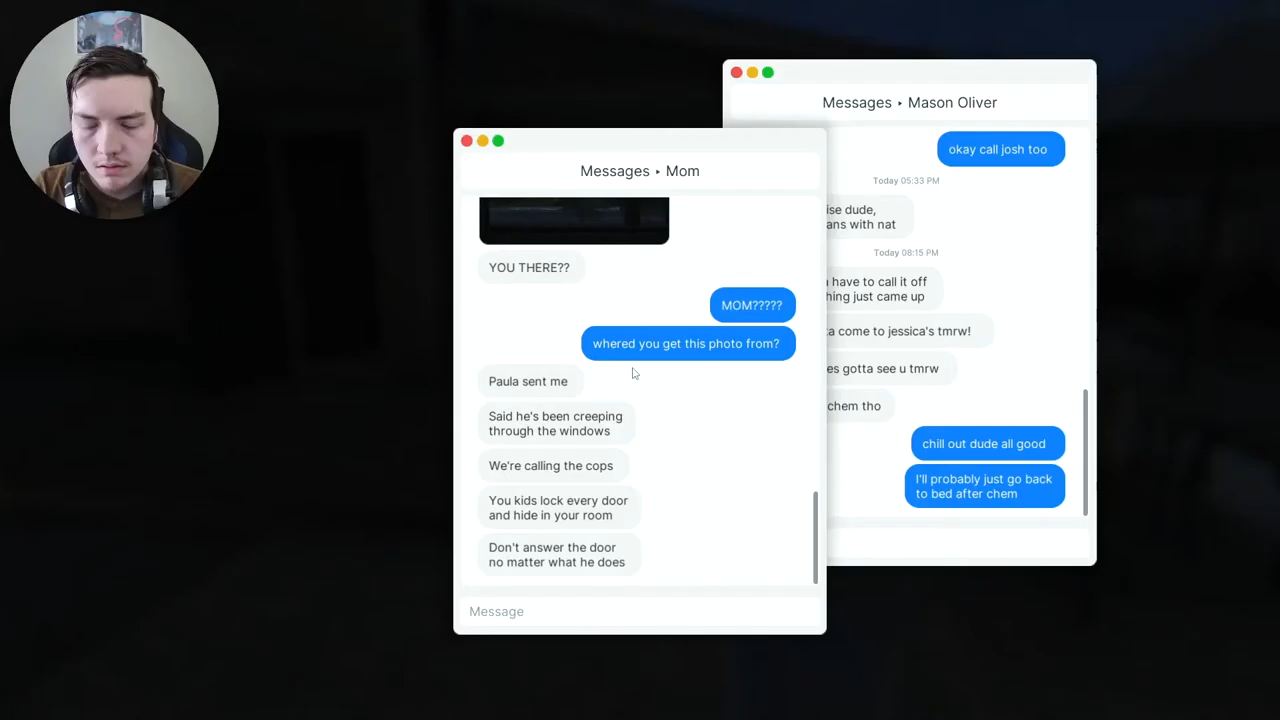 Messages ‣ Mason Oliver
okay call josh too
Today 05:33 PM
ise dude,
ans with nat
Today 08:15 PM
have to call it off
hing just came up
a come to jessica's tmrw!
es gotta see u tmrw
chem tho
chill out dude all good
I'll probably just go back
to bed after chem
Messages ‣ Mom
YOU THERE??
MOM?????
whered you get this photo from?
Paula sent me
Said he's been creeping
through the windows
We're calling the cops
You kids lock every door
and hide in your room
Don't answer the door
no matter what he does
Message